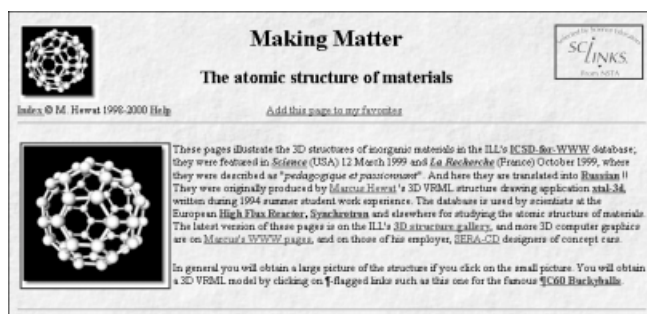 Making Matter
The atomic structure of materials
Selected by Science Education
SCI
LINKS.
From NSTA
Index © M. Hewat 1998-2000 Help
Add this page to my favorites
These pages illustrate the 3D structures of inorganic materials in the ILL's ICSD-for-WWW database;
they were featured in Science (USA) 12 March 1999 and La Recherche (France) October 1999, where
they were described as "pedagogique et passionnant". And here they are translated into Russian !!
They were originally produced by Marcus Hewat's 3D VRML structure drawing application xtal-3d,
written during 1994 summer student work experience. The database is used by scientists at the
European High Flux Reactor, Synchrotron and elsewhere for studying the atomic structure of materials.
The latest version of these pages is on the ILL's 3D structure gallery, and more 3D computer graphics
are on Marcus's WWW pages, and on those of his employer, SERA-CD designers of concept cars.
In general you will obtain a large picture of the structure if you click on the small picture. You will obtain
a 3D VRML model by clicking on ¶-flagged links such as this one for the famous ¶C60 Buckyballs.